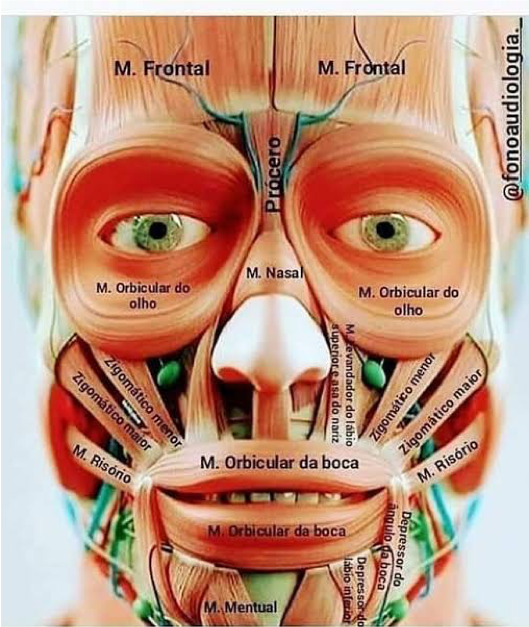 M. Frontal
M. Frontal
@fonoaudiologia._
Prócero
M. Nasal
M. Orbicular do
olho
M. Orbicular do
olho
M. Levandador do lábio
superior e asa do nariz
Zigomático menor
Zigomático maior
Zigomático menor
Zigomático maior
M. Risório
M. Risório
M. Orbicular da boca
M. Orbicular da boca
Depressor do
ângulo da boca
Depressor do
lábio inferior
M. Mentual